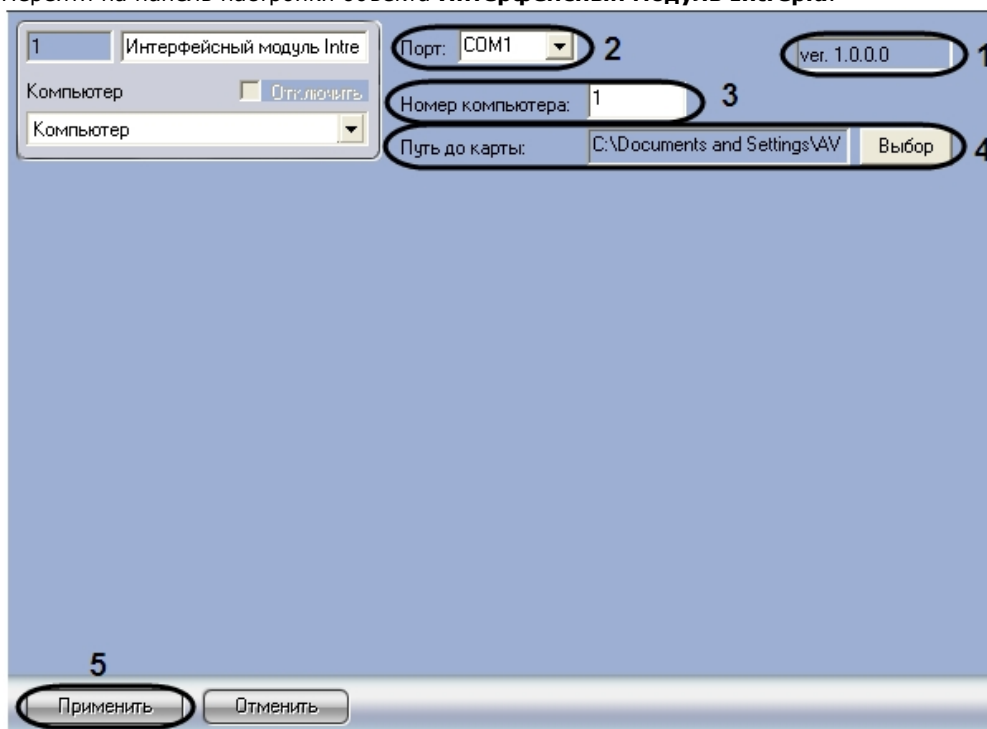 Перейти на панель настройки объекта Интерфейсный модуль Intrepid.
1 Интерфейсный модуль Intre
Порт: COM1 2
ver. 1.0.0.0 1
Компьютер Отключить
Номер компьютера: 1 3
Компьютер
Путь до карты: C:\Documents and Settings\AV Выбор 4
5
Применить Отменить